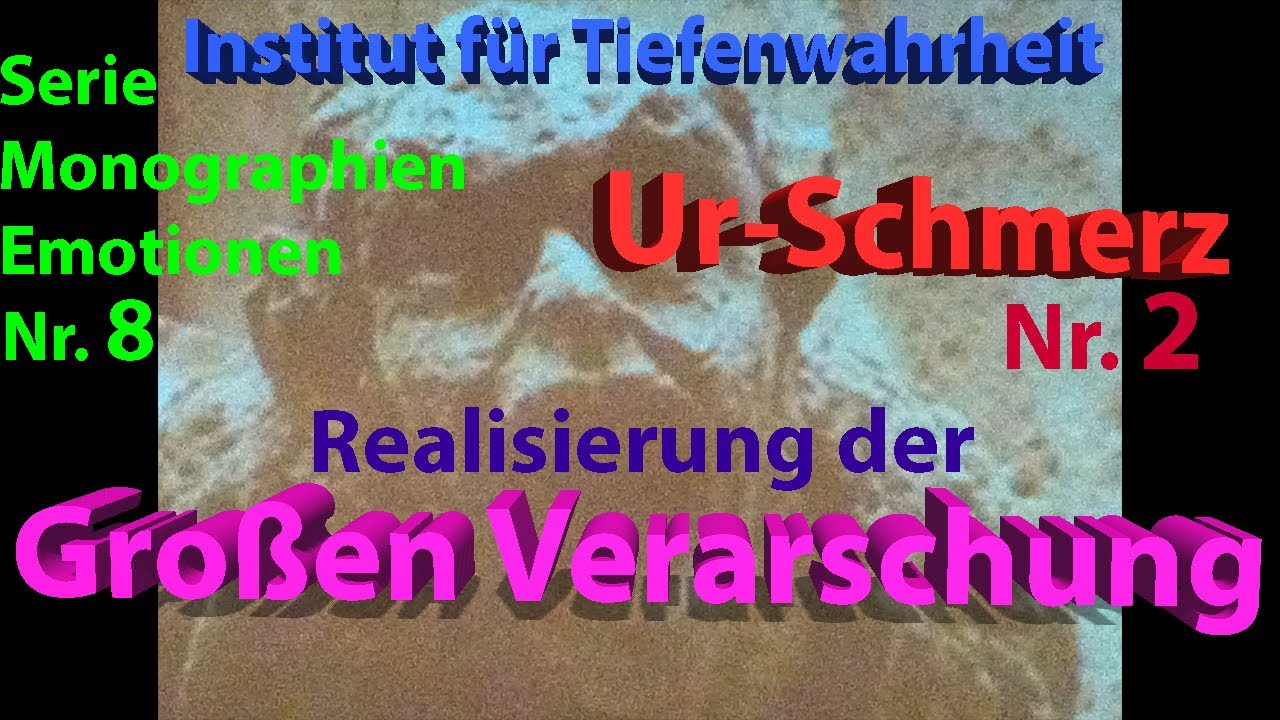 Institut für Tiefenwahrheit
Serie
Monographien
Emotionen
Nr. 8
Ur-Schmerz
Nr. 2
Realisierung der
Großen Verarschung